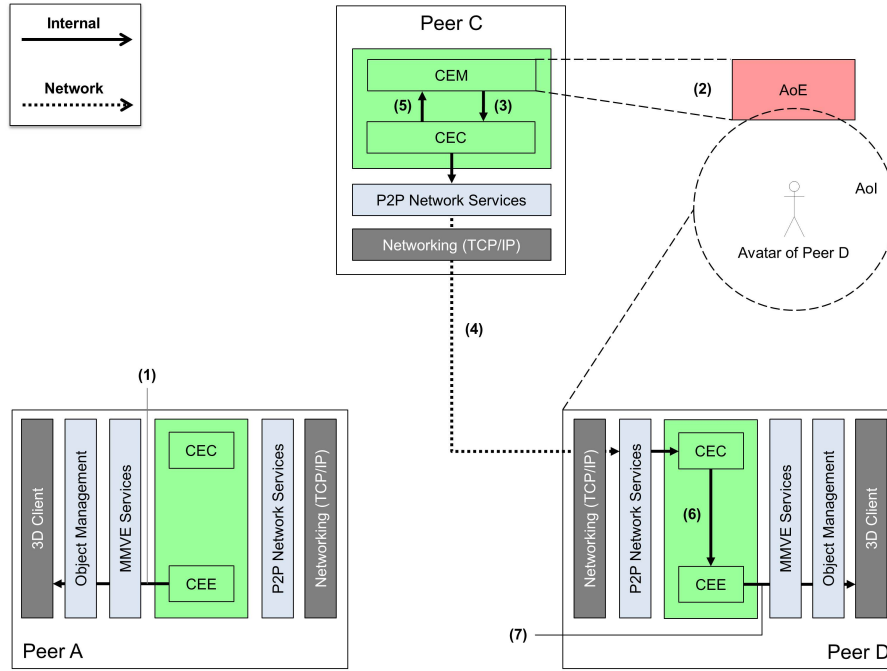 Internal
Network
Peer C
CEM
(5)
(3)
CEC
P2P Network Services
Networking (TCP/IP)
(2)
AoE
AoI
Avatar of Peer D
(4)
(1)
3D Client
Object Management
MMVE Services
CEC
CEE
P2P Network Services
Networking (TCP/IP)
Peer A
Networking (TCP/IP)
P2P Network Services
CEC
(6)
CEE
MMVE Services
Object Management
3D Client
(7)
Peer D